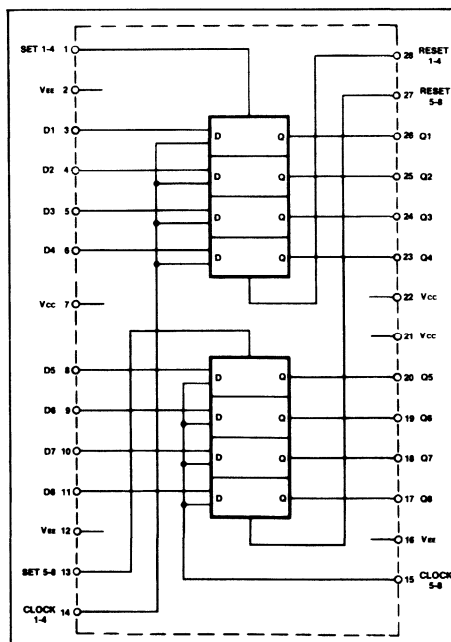 SET 1-4 1
VEE 2
D1 3
D2 4
D3 5
D4 6
VCC 7
D5 8
D6 9
D7 10
D8 11
VEE 12
SET 5-8 13
CLOCK 14
1-4
D Q
D Q
D Q
D Q
D Q
D Q
D Q
D Q
28 RESET
1-4
27 RESET
5-8
26 Q1
25 Q2
24 Q3
23 Q4
22 VCC
21 VCC
20 Q5
19 Q6
18 Q7
17 Q8
16 VEE
15 CLOCK
5-8